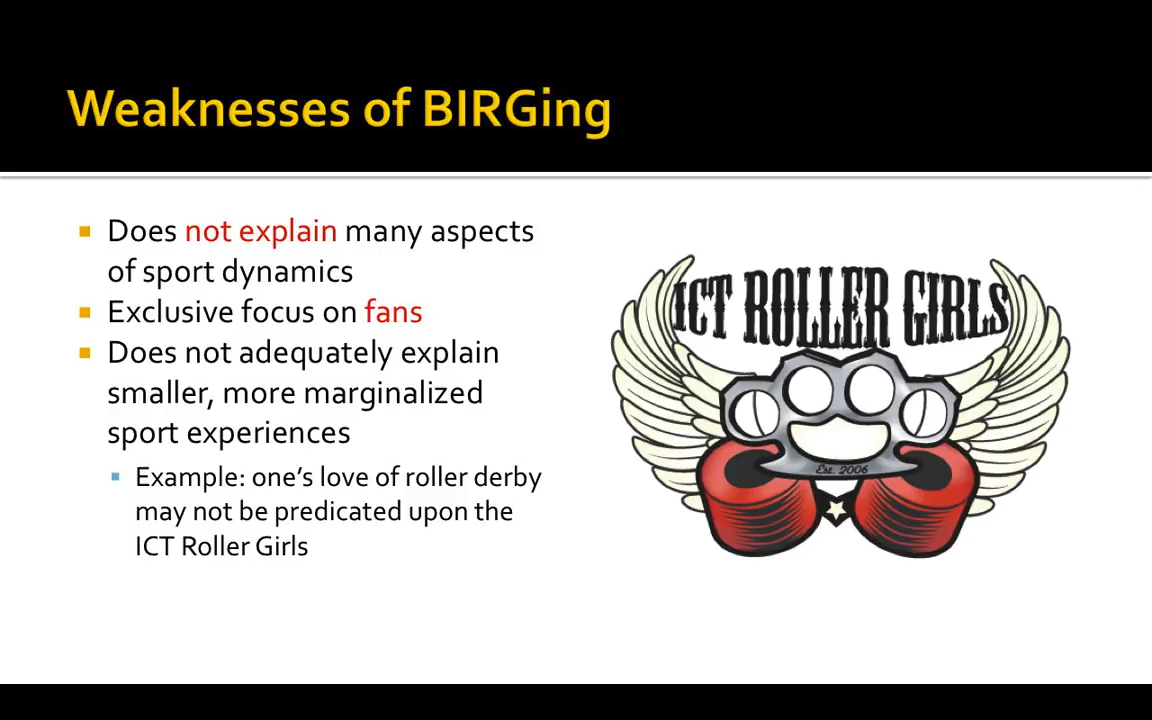 Weaknesses of BIRGing
Does not explain many aspects
of sport dynamics
Exclusive focus on fans
Does not adequately explain
smaller, more marginalized
sport experiences
Example: one’s love of roller derby
may not be predicated upon the
ICT Roller Girls
ICT ROLLER GIRLS
Est. 2006